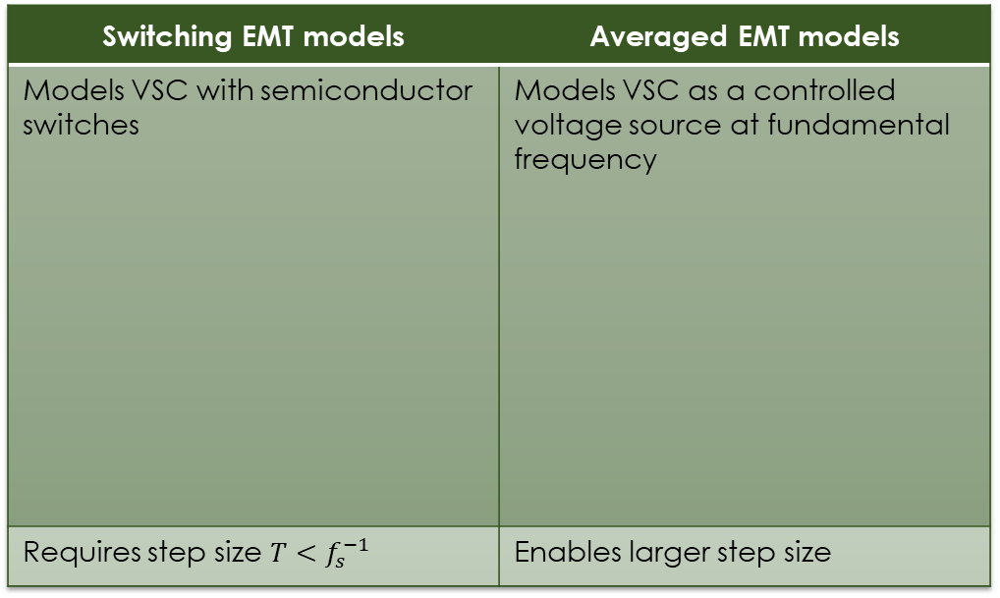 Switching EMT models
Averaged EMT models
Models VSC with semiconductor
switches
Models VSC as a controlled
voltage source at fundamental
frequency
Requires step size T < fₛ⁻¹
Enables larger step size